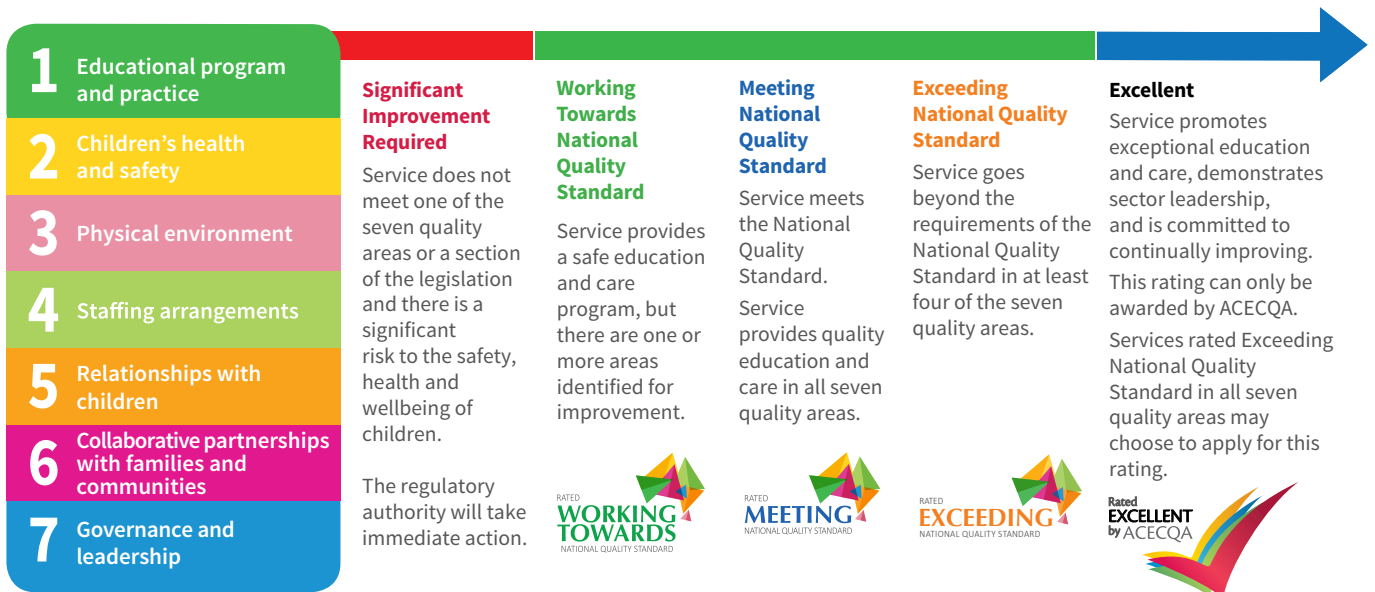 1
Educational program
and practice
2
Children's health
and safety
3
Physical environment
4
Staffing arrangements
5
Relationships with
children
6
Collaborative partnerships
with families and
communities
7
Governance and
leadership
Significant
Improvement
Required
Service does not
meet one of the
seven quality
areas or a section
of the legislation
and there is a
significant
risk to the safety,
health and
wellbeing of
children.
The regulatory
authority will take
immediate action.
Working
Towards
National
Quality
Standard
Service provides
a safe education
and care
program, but
there are one or
more areas
identified for
improvement.
RATED
WORKING
TOWARDS
NATIONAL QUALITY STANDARD
Meeting
National
Quality
Standard
Service meets
the National
Quality
Standard.
Service
provides quality
education and
care in all seven
quality areas.
RATED
MEETING
NATIONAL QUALITY STANDARD
Exceeding
National Quality
Standard
Service goes
beyond the
requirements of the
National Quality
Standard in at least
four of the seven
quality areas.
RATED
EXCEEDING
NATIONAL QUALITY STANDARD
Excellent
Service promotes
exceptional education
and care, demonstrates
sector leadership,
and is committed to
continually improving.
This rating can only be
awarded by ACECQA.
Services rated Exceeding
National Quality
Standard in all seven
quality areas may
choose to apply for this
rating.
Rated
EXCELLENT
by ACECQA